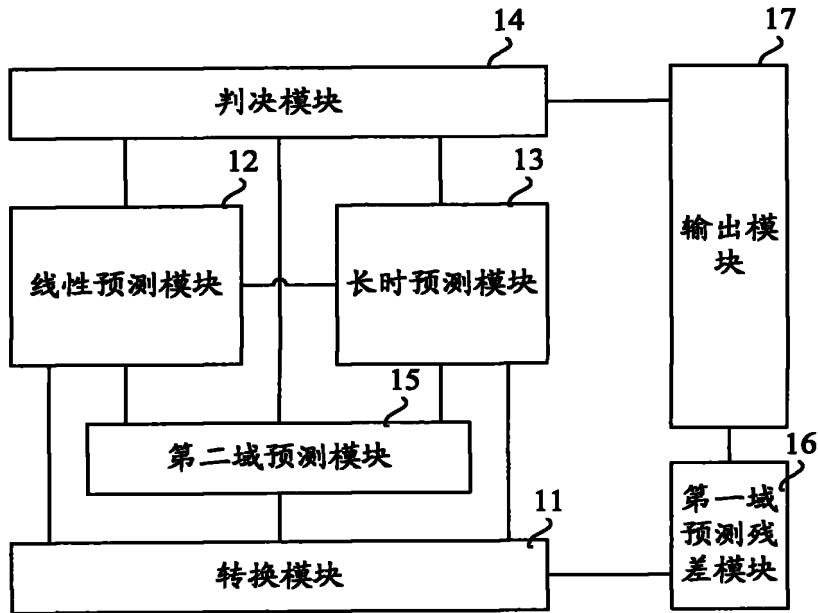 14
判决模块
17
输出模
块
12
线性预测模块
13
长时预测模块
15
第二域预测模块
11
转换模块
16
第一域
预测残
差模块